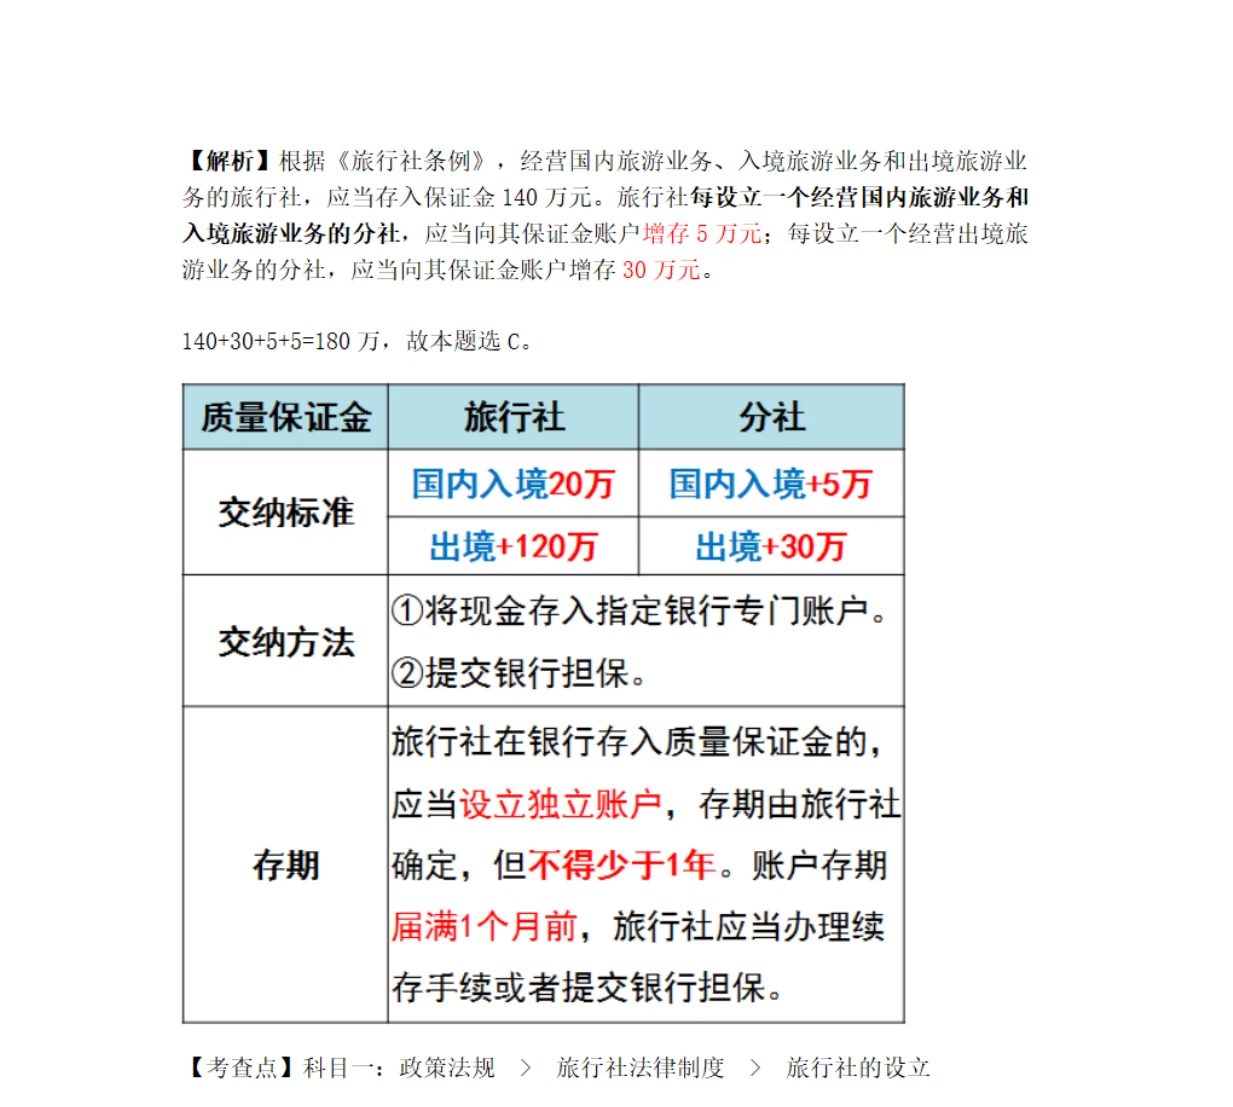 【解析】根据《旅行社条例》，经营国内旅游业务、入境旅游业务和出境旅游业
务的旅行社，应当存入保证金 140 万元。旅行社每设立一个经营国内旅游业务和
入境旅游业务的分社，应当向其保证金账户增存 5 万元；每设立一个经营出境旅
游业务的分社，应当向其保证金账户增存 30 万元。
140+30+5+5=180 万，故本题选 C。
质量保证金 旅行社 分社
交纳标准
国内入境20万 国内入境+5万
出境+120万 出境+30万
交纳方法
①将现金存入指定银行专门账户。
②提交银行担保。
存期
旅行社在银行存入质量保证金的，
应当设立独立账户，存期由旅行社
确定，但不得少于1年。账户存期
届满1个月前，旅行社应当办理续
存手续或者提交银行担保。
【考查点】科目一：政策法规 > 旅行社法律制度 > 旅行社的设立